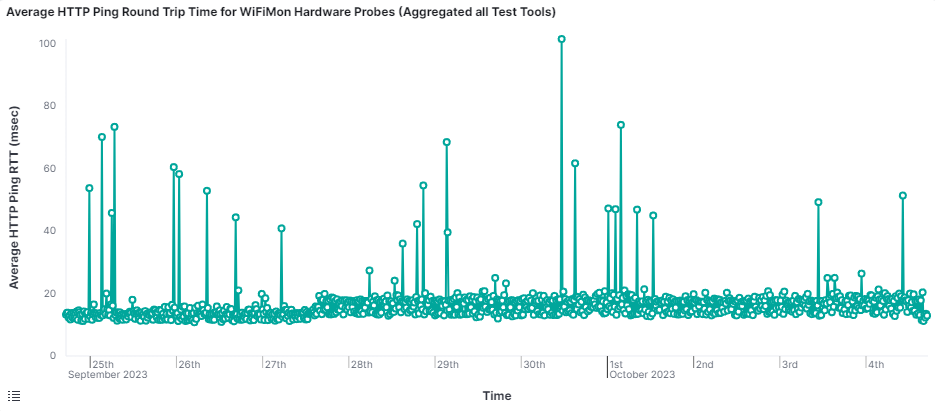 Average HTTP Ping Round Trip Time for WiFiMon Hardware Probes (Aggregated all Test Tools)
Average HTTP Ping RTT (msec)
100
80
60
40
20
0
25th 26th 27th 28th 29th 30th 1st 2nd 3rd 4th
September 2023 October 2023
Time